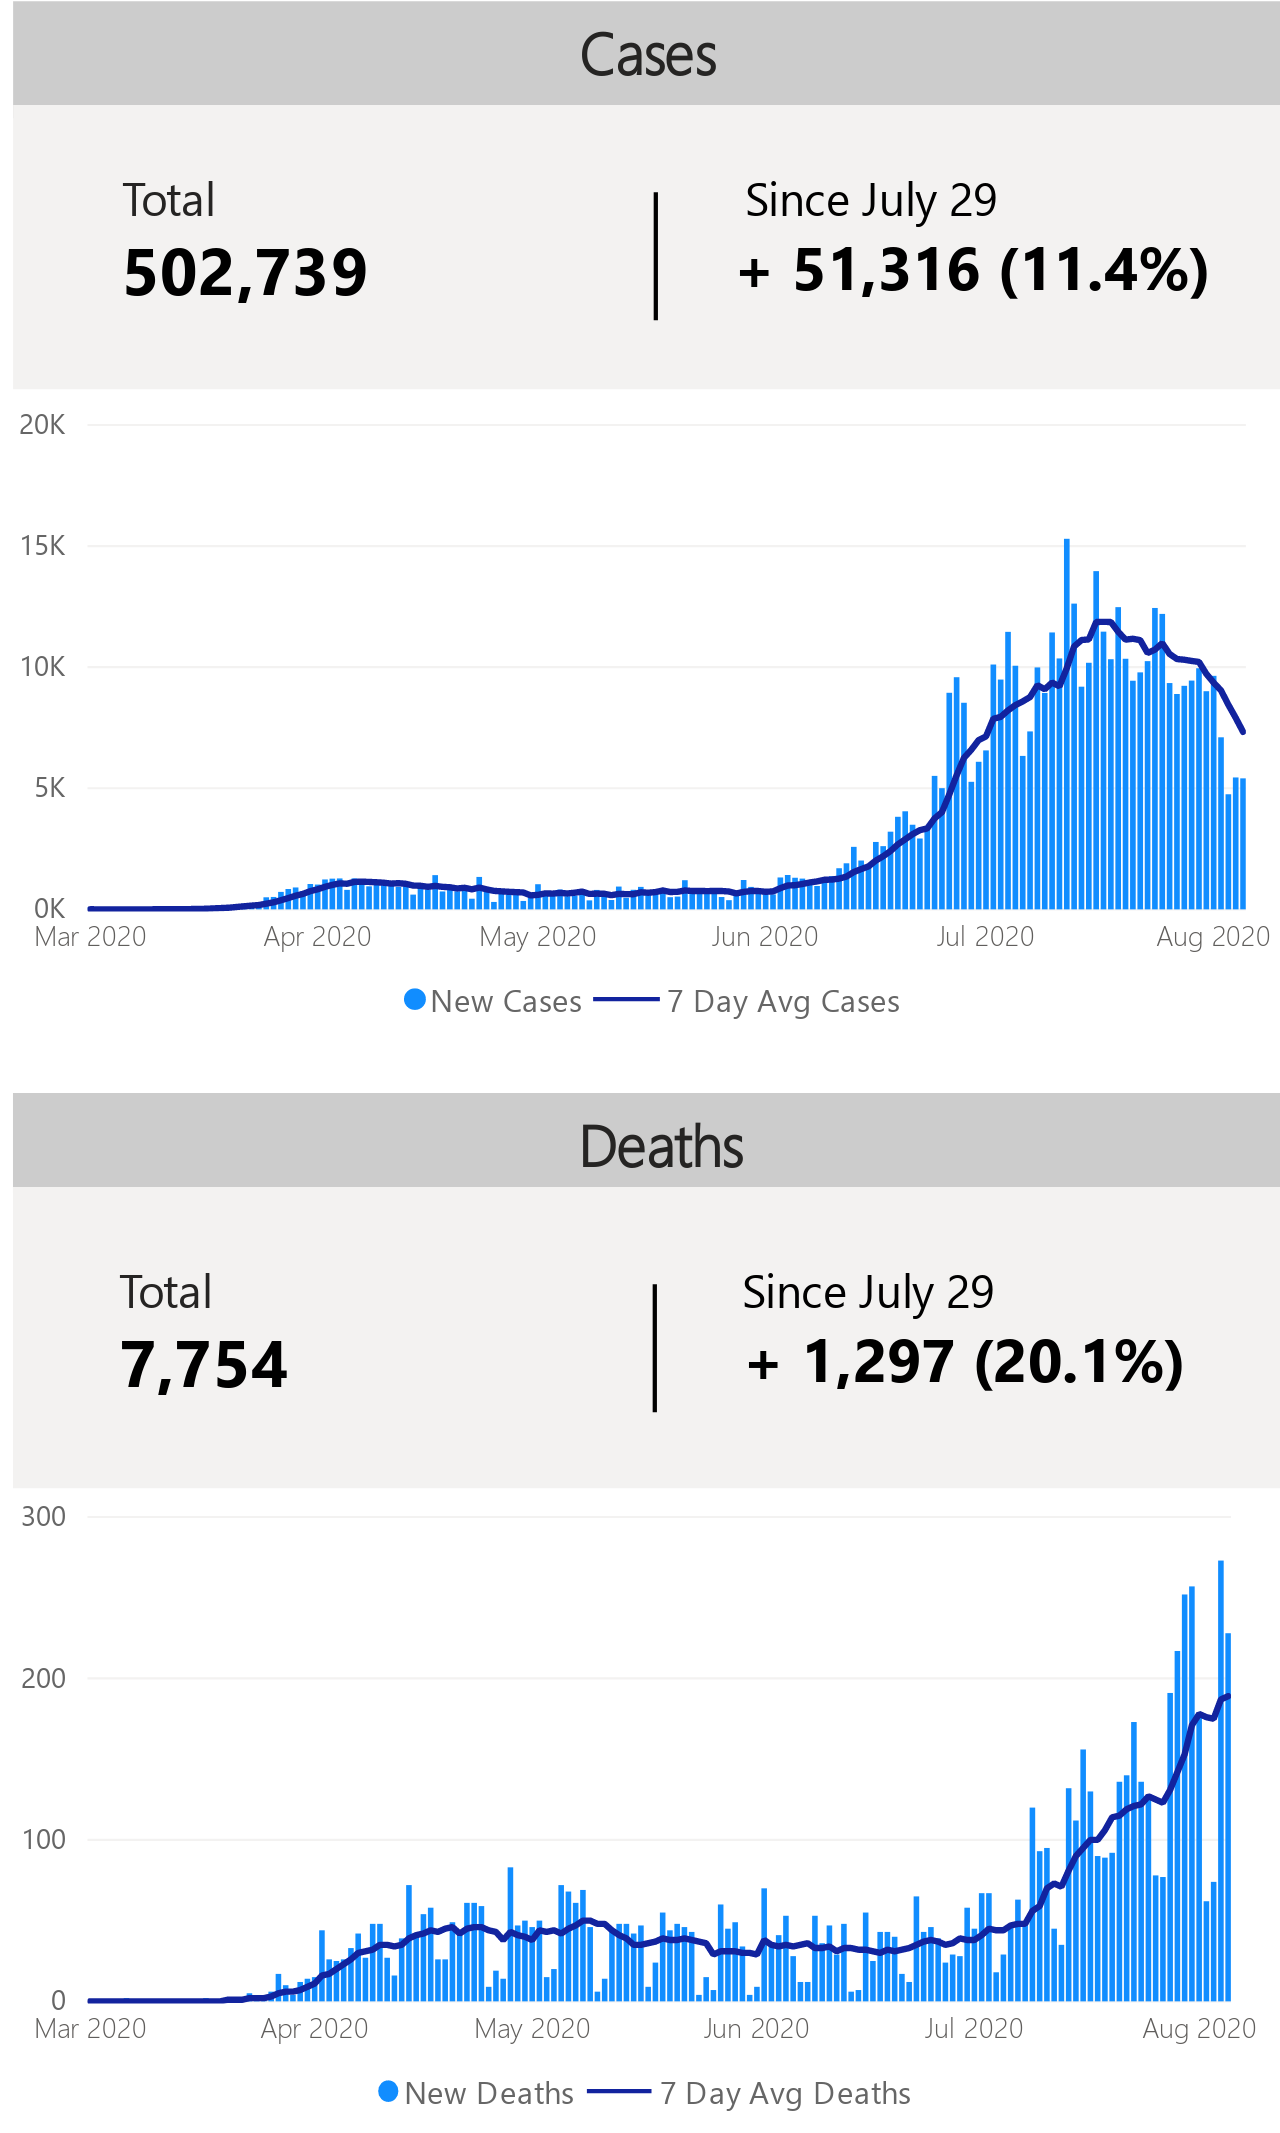 Cases
Total
Since July 29
502,739
+ 51,316 (11.4%)
20K
15K
10K
5K
0K
Mar 2020 Apr 2020 May 2020 Jun 2020 Jul 2020 Aug 2020
New Cases 7 Day Avg Cases
Deaths
Total
Since July 29
7,754
+ 1,297 (20.1%)
300
200
100
0
Mar 2020 Apr 2020 May 2020 Jun 2020 Jul 2020 Aug 2020
New Deaths 7 Day Avg Deaths